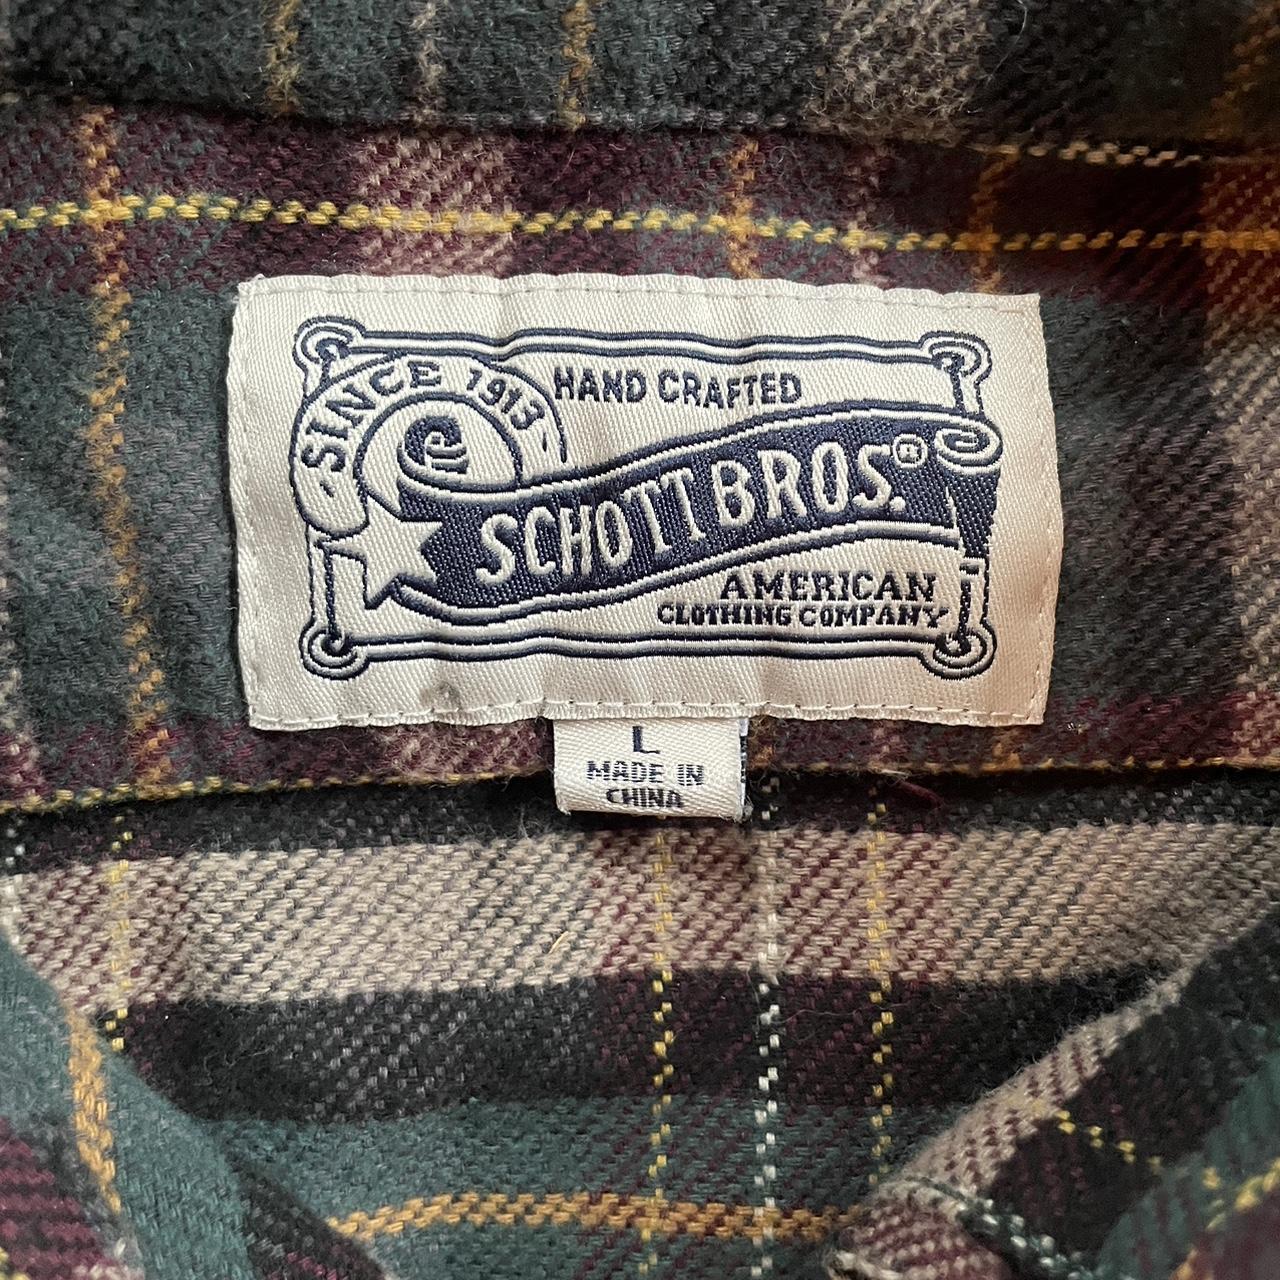 SINCE 1913
HAND CRAFTED
SCHOTT BROS.®
AMERICAN
CLOTHING COMPANY
L
MADE IN
CHINA